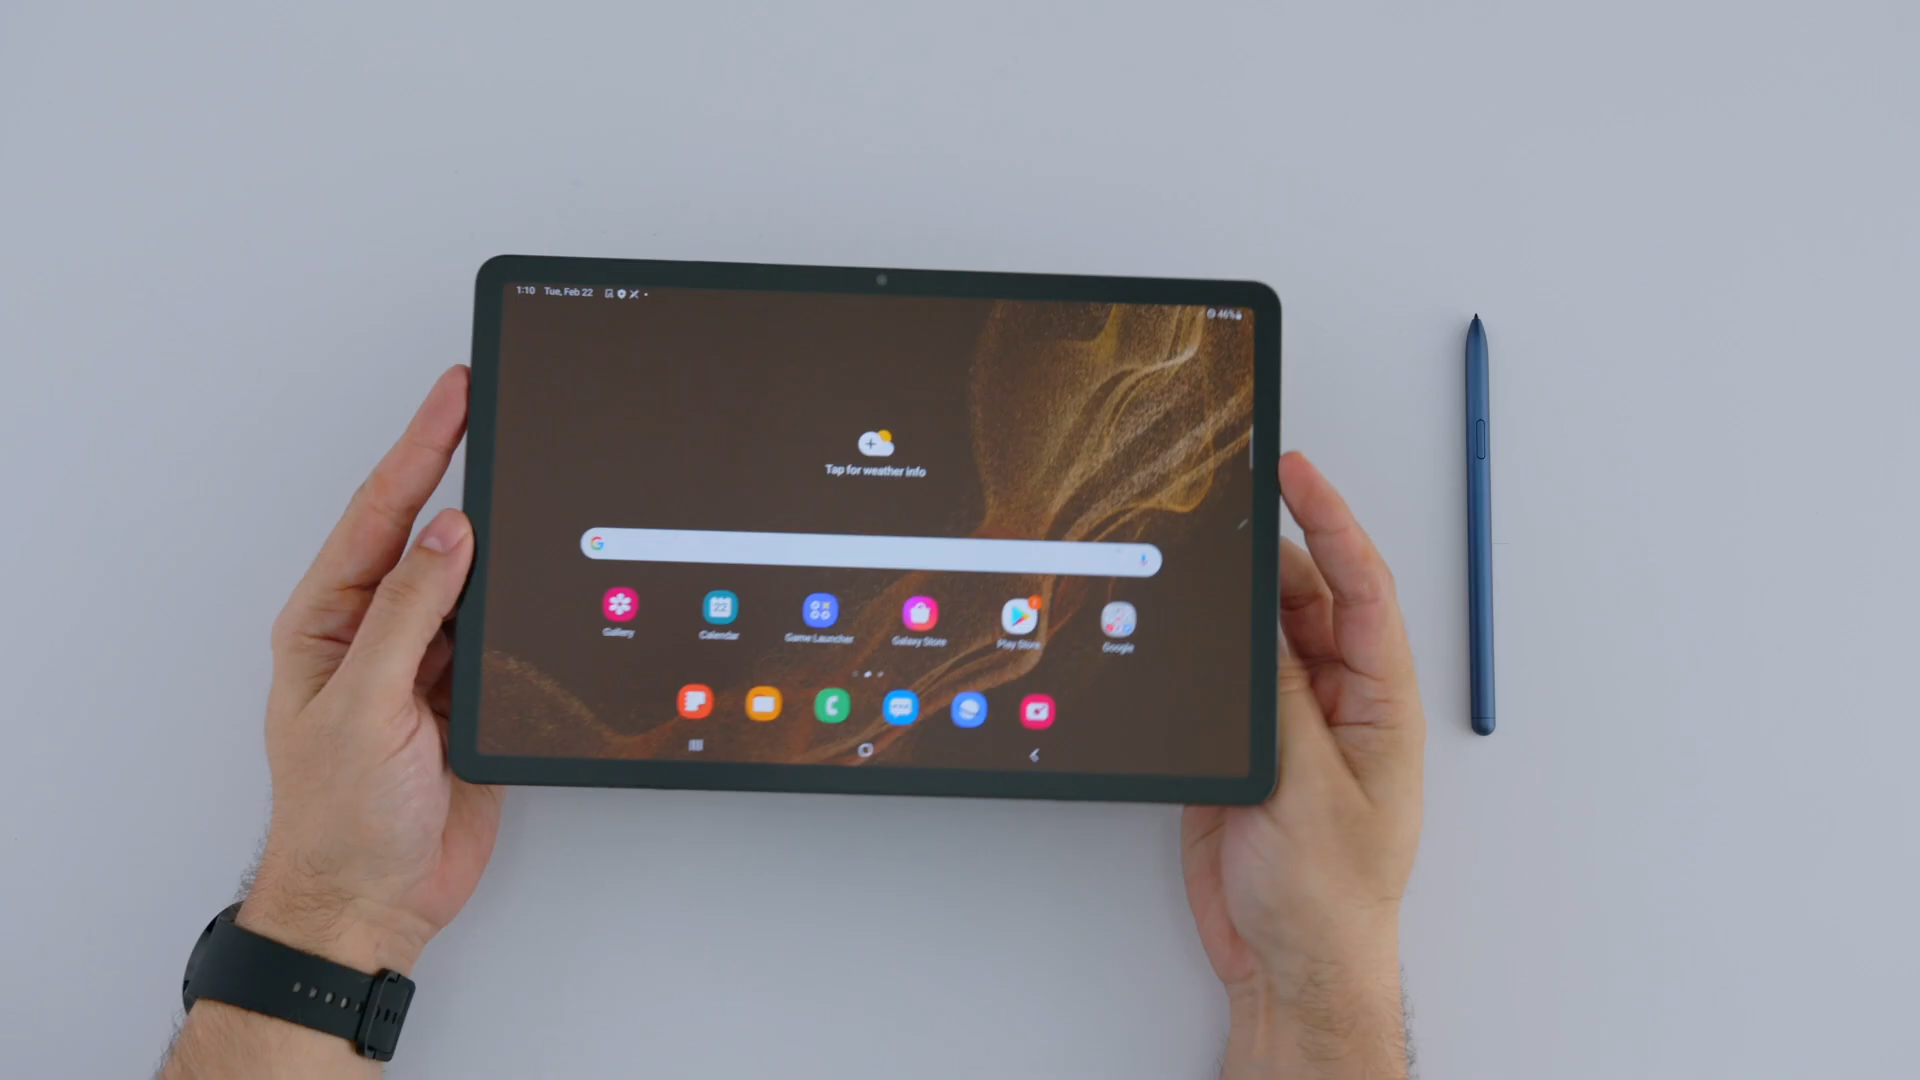 1:10 Tue, Feb 22
46%
Tap for weather info
G
22
Gallery Calendar Game Launcher Galaxy Store Play Store Google